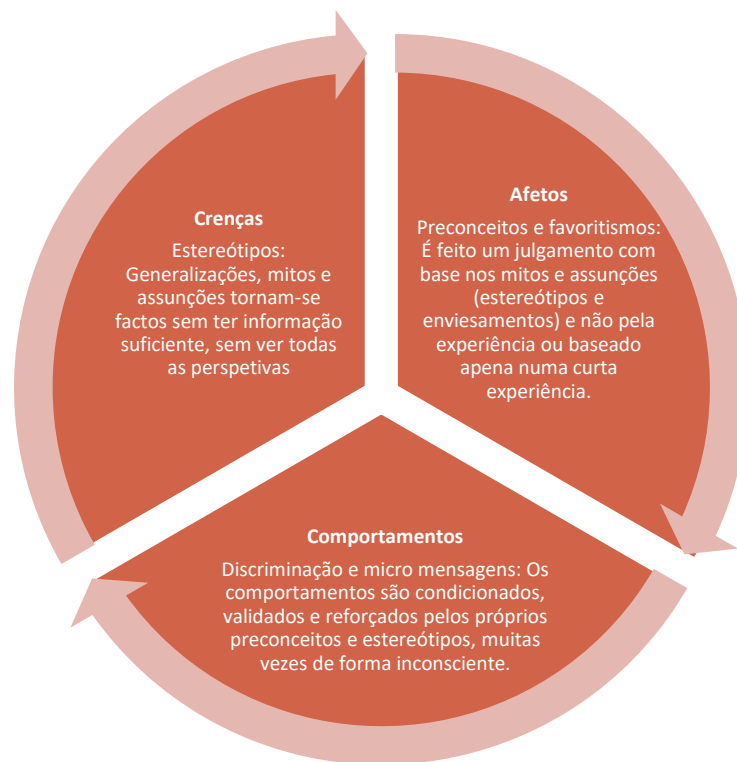 Crenças
Estereótipos:
Generalizações, mitos e
assunções tornam-se
factos sem ter informação
suficiente, sem ver todas
as perspetivas
Afetos
Preconceitos e favoritismos:
É feito um julgamento com
base nos mitos e assunções
(estereótipos e
enviesamentos) e não pela
experiência ou baseado
apena numa curta
experiência.
Comportamentos
Discriminação e micro mensagens: Os
comportamentos são condicionados,
validados e reforçados pelos próprios
preconceitos e estereótipos, muitas
vezes de forma inconsciente.